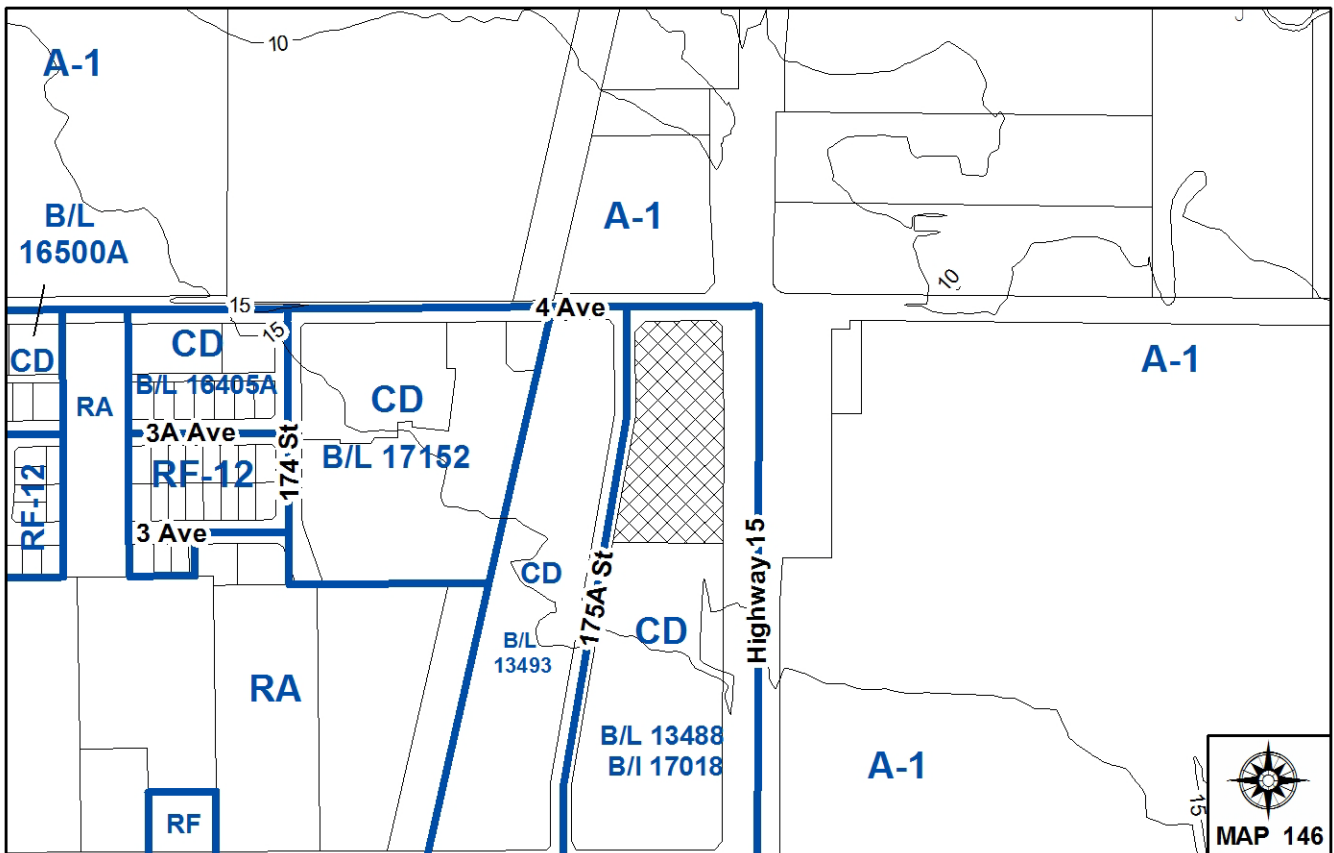 10
A-1
B/L
16500A
A-1
10
15
4 Ave
15
CD
CD
B/L 16405A
RA
CD
A-1
3A Ave
174 St
B/L 17152
RF-12
RF-12
3 Ave
Highway 15
CD
175A St
CD
B/L
13493
RA
B/L 13488
B/l 17018
A-1
15
RF
MAP 146